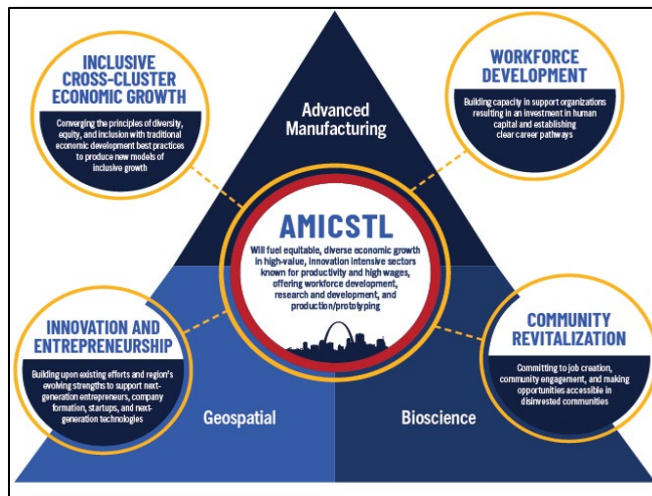 INCLUSIVE
CROSS-CLUSTER
ECONOMIC GROWTH
Converging the principles of diversity,
equity, and inclusion with traditional
economic development best practices
to produce new models of
inclusive growth
WORKFORCE
DEVELOPMENT
Building capacity in support organizations
resulting in an investment in human
capital and establishing
clear career pathways
Advanced
Manufacturing
AMICSTL
Will fuel equitable, diverse economic growth
in high-value, innovation intensive sectors
known for productivity and high wages,
offering workforce development,
research and development, and
production/prototyping
INNOVATION AND
ENTREPRENEURSHIP
Building upon existing efforts and region's
evolving strengths to support next-
generation entrepreneurs, company
formation, startups, and next-
generation technologies
COMMUNITY
REVITALIZATION
Committing to job creation,
community engagement, and making
opportunities accessible in
disinvested communities
Geospatial
Bioscience